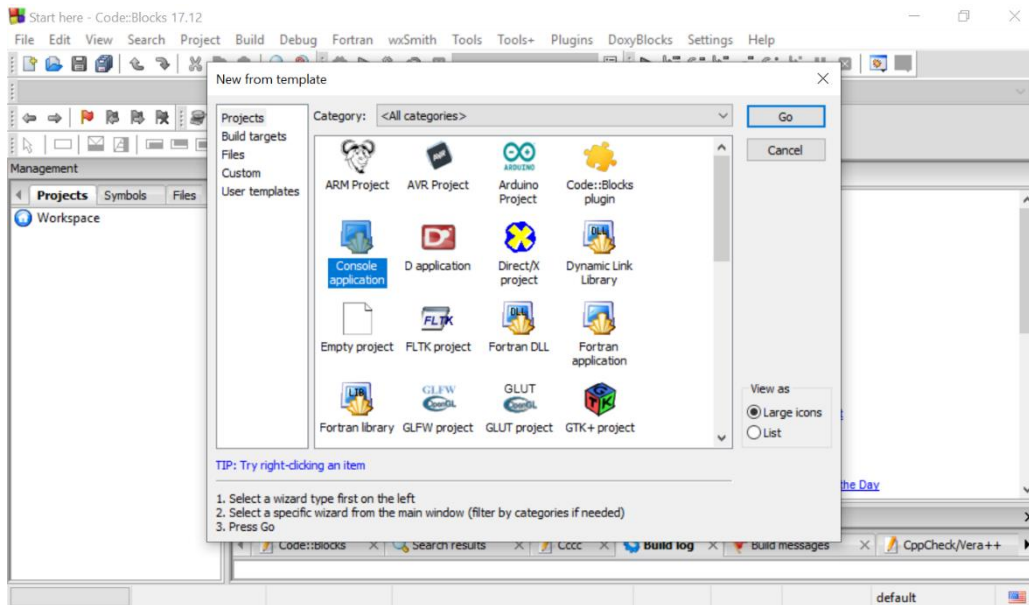 Start here - Code::Blocks 17.12
File Edit View Search Project Build Debug Fortran wxSmith Tools Tools+ Plugins DoxyBlocks Settings Help
New from template
Management
Projects Symbols Files
Workspace
Projects
Build targets
Files
Custom
User templates
Category: <All categories>
Go
Cancel
ARM Project
AVR Project
ARDUINO
Arduino
Project
Code::Blocks
plugin
Console
application
D application
Direct/X
project
DLL
Dynamic Link
Library
Empty project
FLTK
FLTK project
DLL
Fortran DLL
Fortran
application
LIB
Fortran library
GLFW
OpenGL
GLFW project
GLUT
OpenGL
GLUT project
GTK
GTK+ project
View as
Large icons
List
TIP: Try right-clicking an item
1. Select a wizard type first on the left
2. Select a specific wizard from the main window (filter by categories if needed)
3. Press Go
the Day
Code::Blocks Search results Cccc Build log Build messages CppCheck/Vera++
default